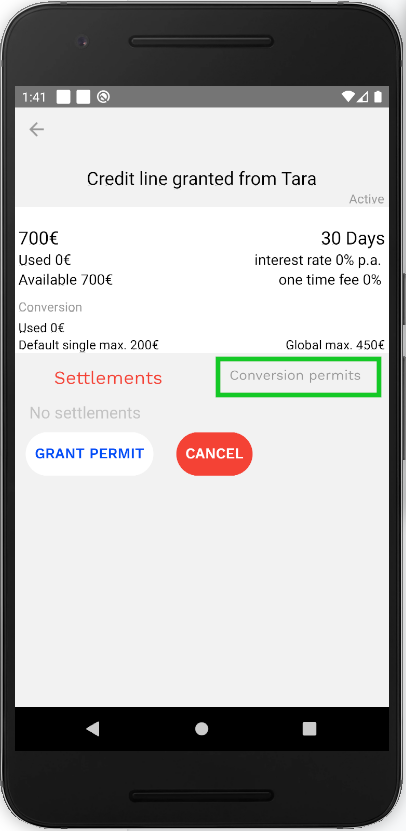 1:41
Credit line granted from Tara
Active
700€ 30 Days
Used 0€ interest rate 0% p.a.
Available 700€ one time fee 0%
Conversion
Used 0€
Default single max. 200€ Global max. 450€
Settlements Conversion permits
No settlements
GRANT PERMIT CANCEL